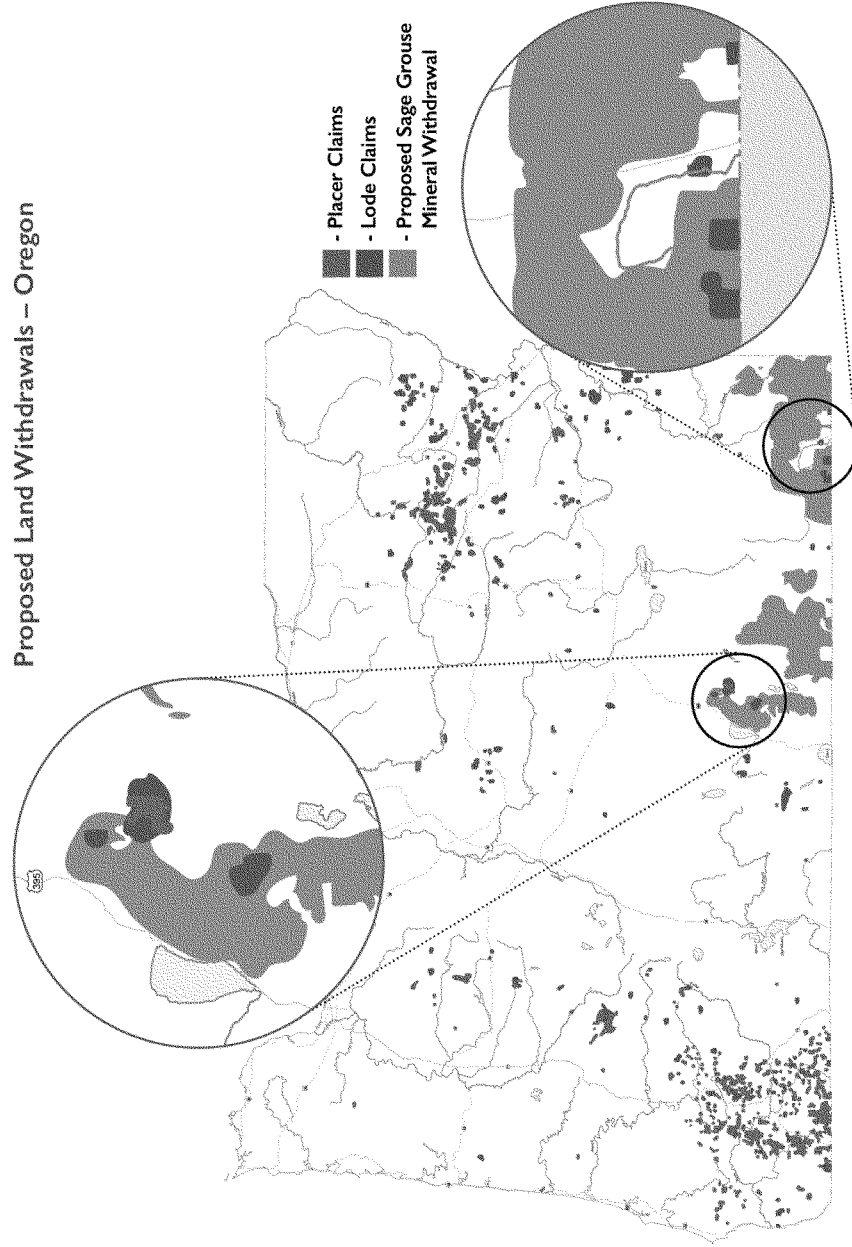 Proposed Land Withdrawals – Oregon
- Placer Claims
- Lode Claims
- Proposed Sage Grouse
Mineral Withdrawal
395